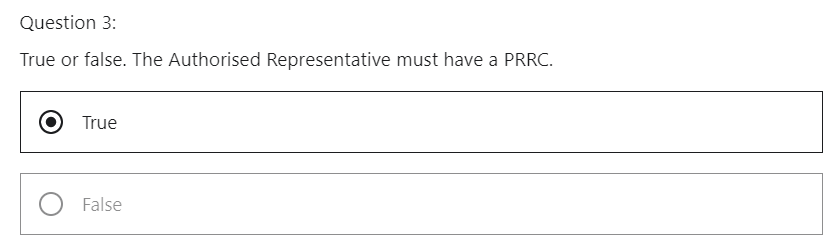 Question 3:
True or false. The Authorised Representative must have a PRRC.
True
False